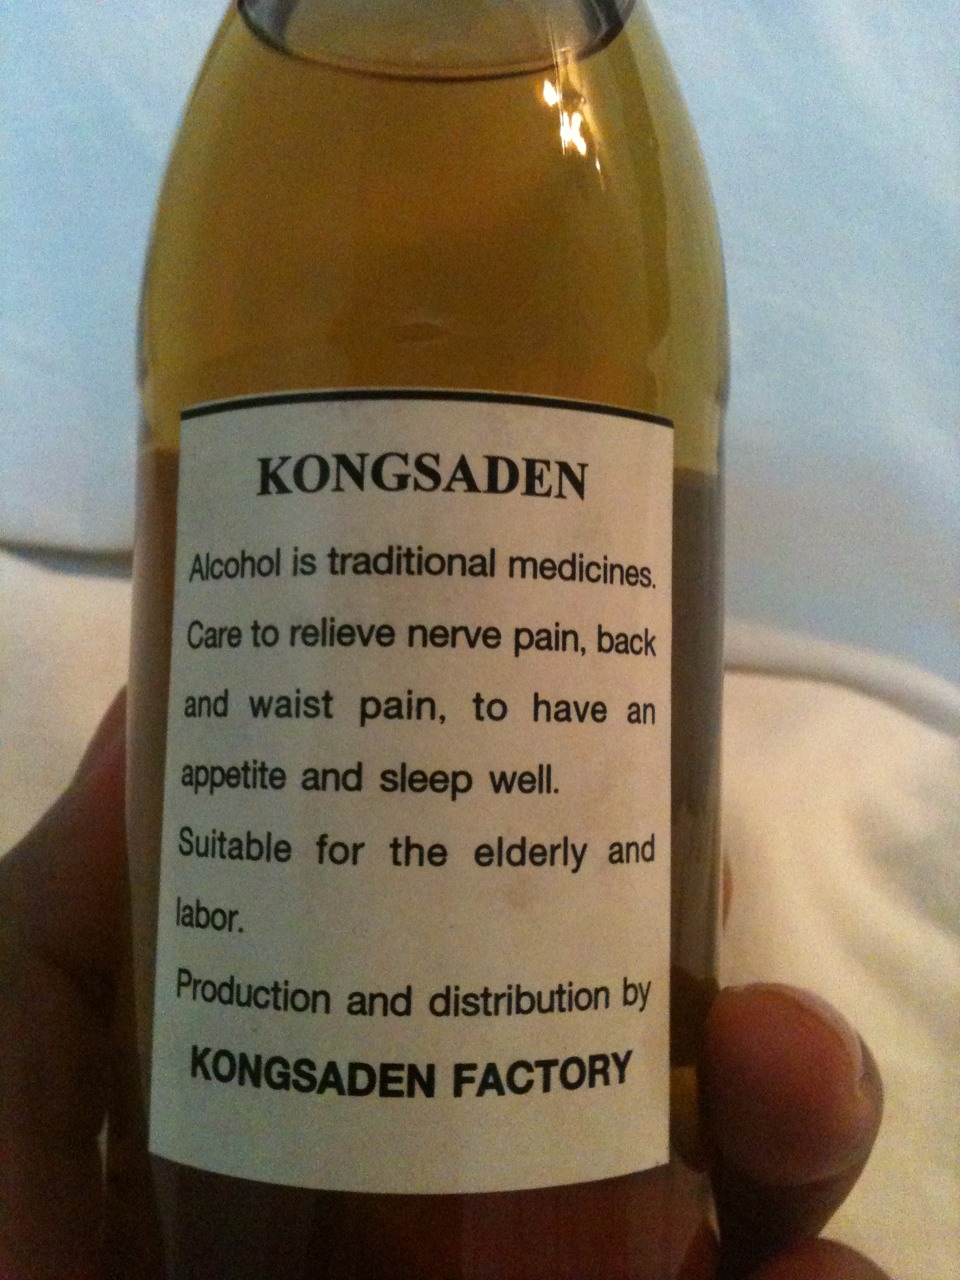 KONGSADEN
Alcohol is traditional medicines.
Care to relieve nerve pain, back
and waist pain, to have an
appetite and sleep well.
Suitable for the elderly and
labor.
Production and distribution by
KONGSADEN FACTORY